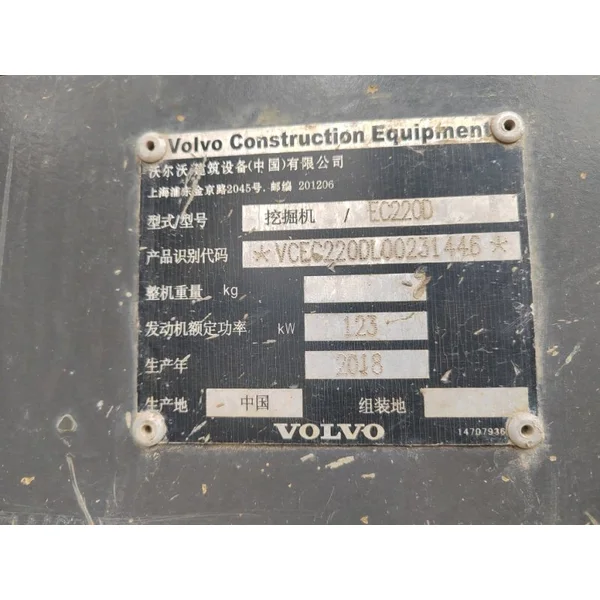 Volvo Construction Equipment
沃尔沃建筑设备(中国)有限公司
上海浦东金京路2045号. 邮编 201206
型式/型号 挖掘机 / EC220D
产品识别代码 *VCEC220DL00231446*
整机重量 kg
发动机额定功率 kW 123
生产年 2018
生产地 中国 组装地
VOLVO 14707936